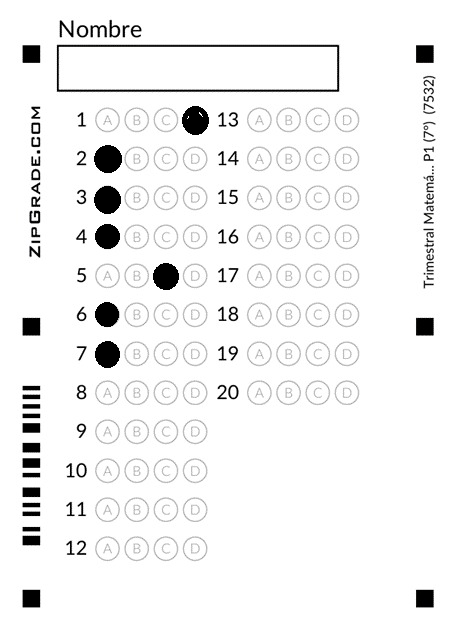 Nombre
1 A B C 13 A B C D
2 B C D 14 A B C D
3 B C D 15 A B C D
4 B C D 16 A B C D
5 A B D 17 A B C D
6 B C D 18 A B C D
7 B C D 19 A B C D
8 A B C D 20 A B C D
9 A B C D
10 A B C D
11 A B C D
12 A B C D
ZIPGRADE.COM
Trimestral Matemá... P1 (7°) (7532)